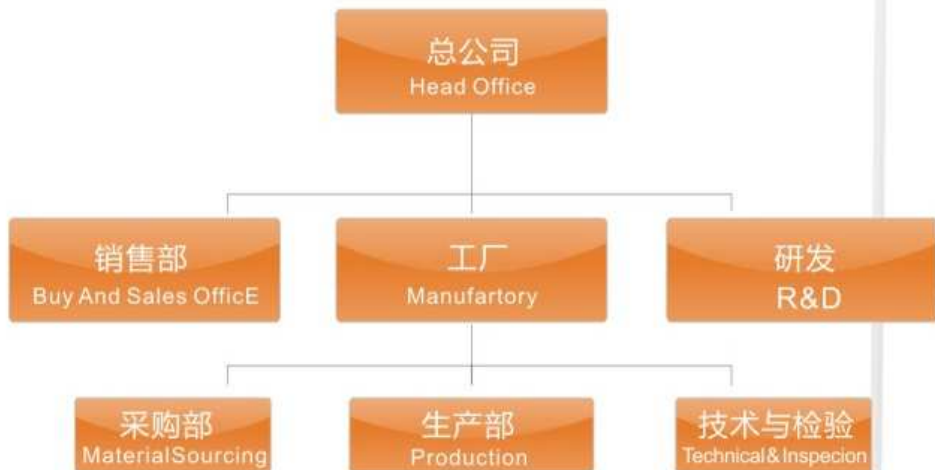 总公司
Head Office
销售部
Buy And Sales OfficE
工厂
Manufartory
研发
R&D
采购部
MaterialSourcing
生产部
Production
技术与检验
Technical&Inspecion